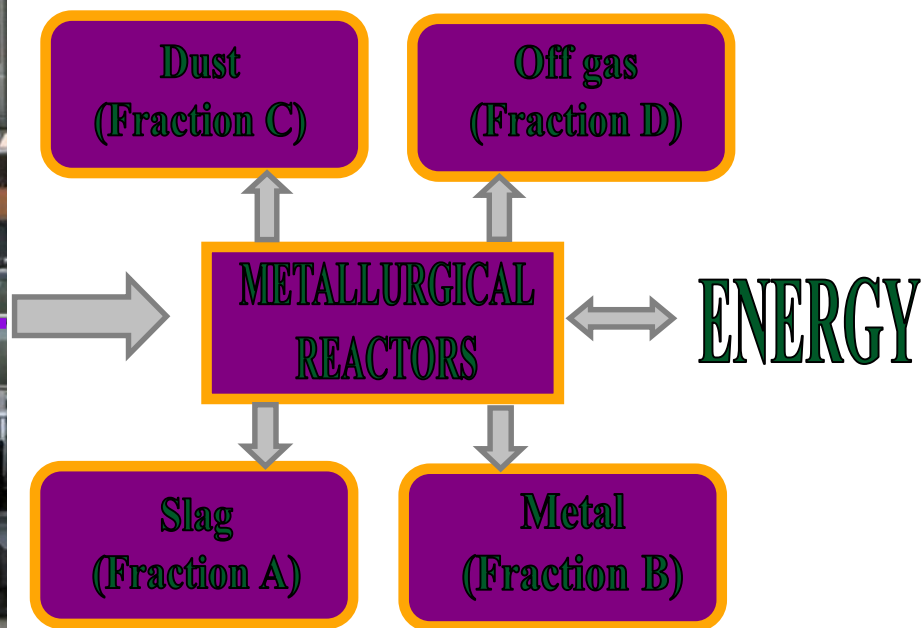 Dust
(Fraction C)
Off gas
(Fraction D)
METALLURGICAL
REACTORS
ENERGY
Slag
(Fraction A)
Metal
(Fraction B)